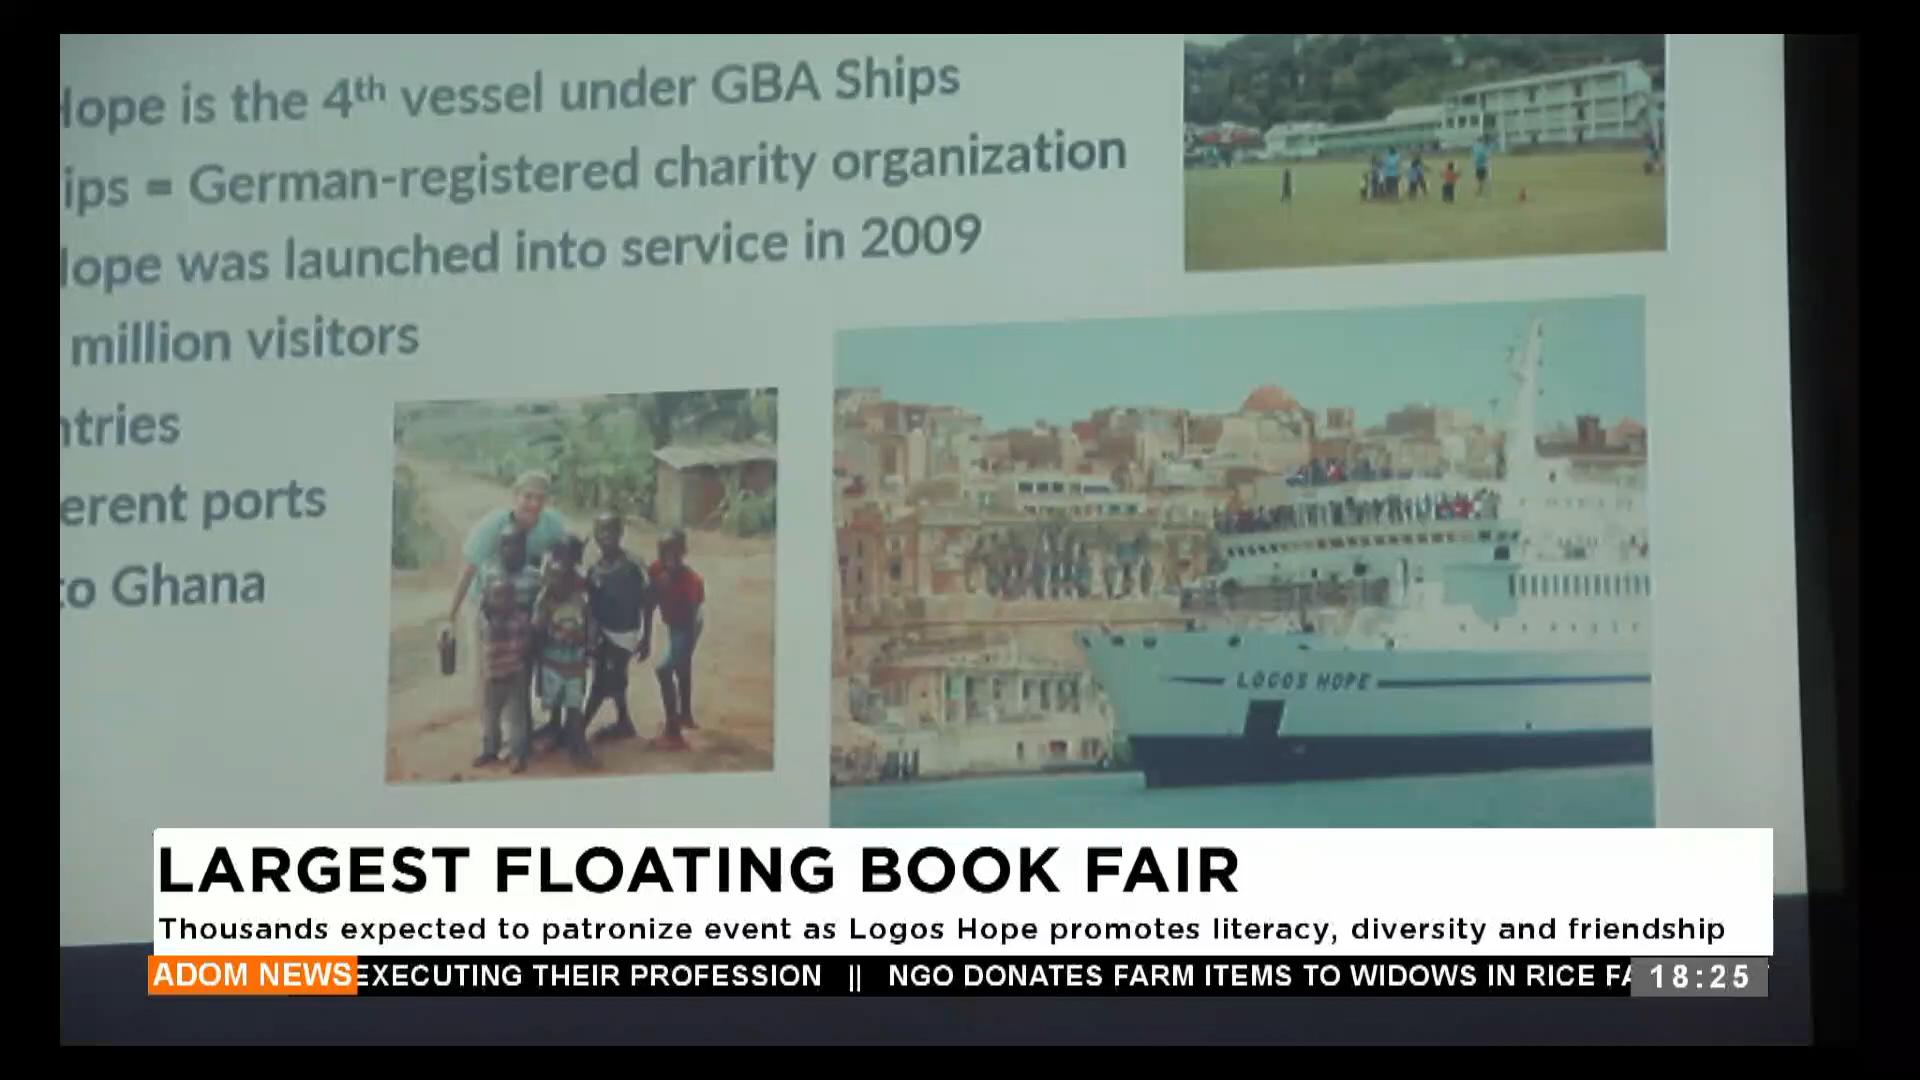 Hope is the 4th vessel under GBA Ships
ips = German-registered charity organization
Hope was launched into service in 2009
million visitors
ntries
erent ports
to Ghana
LOGOS HOPE
LARGEST FLOATING BOOK FAIR
Thousands expected to patronize event as Logos Hope promotes literacy, diversity and friendship
ADOM NEWS EXECUTING THEIR PROFESSION || NGO DONATES FARM ITEMS TO WIDOWS IN RICE FA 18:25